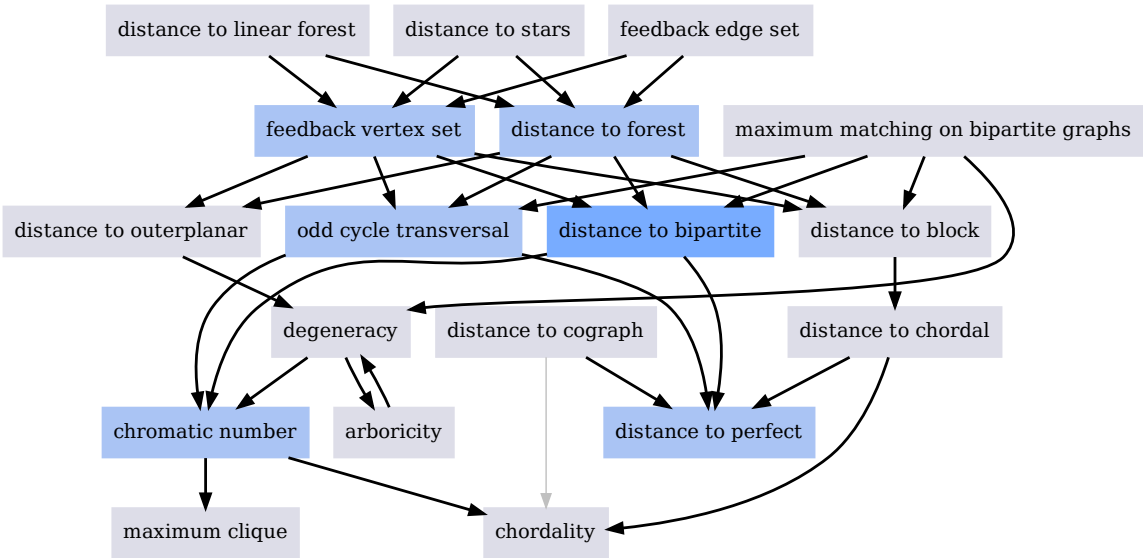 distance to linear forest
distance to stars
feedback edge set
feedback vertex set
distance to forest
maximum matching on bipartite graphs
distance to outerplanar
odd cycle transversal
distance to bipartite
distance to block
degeneracy
distance to cograph
distance to chordal
chromatic number
arboricity
distance to perfect
maximum clique
chordality